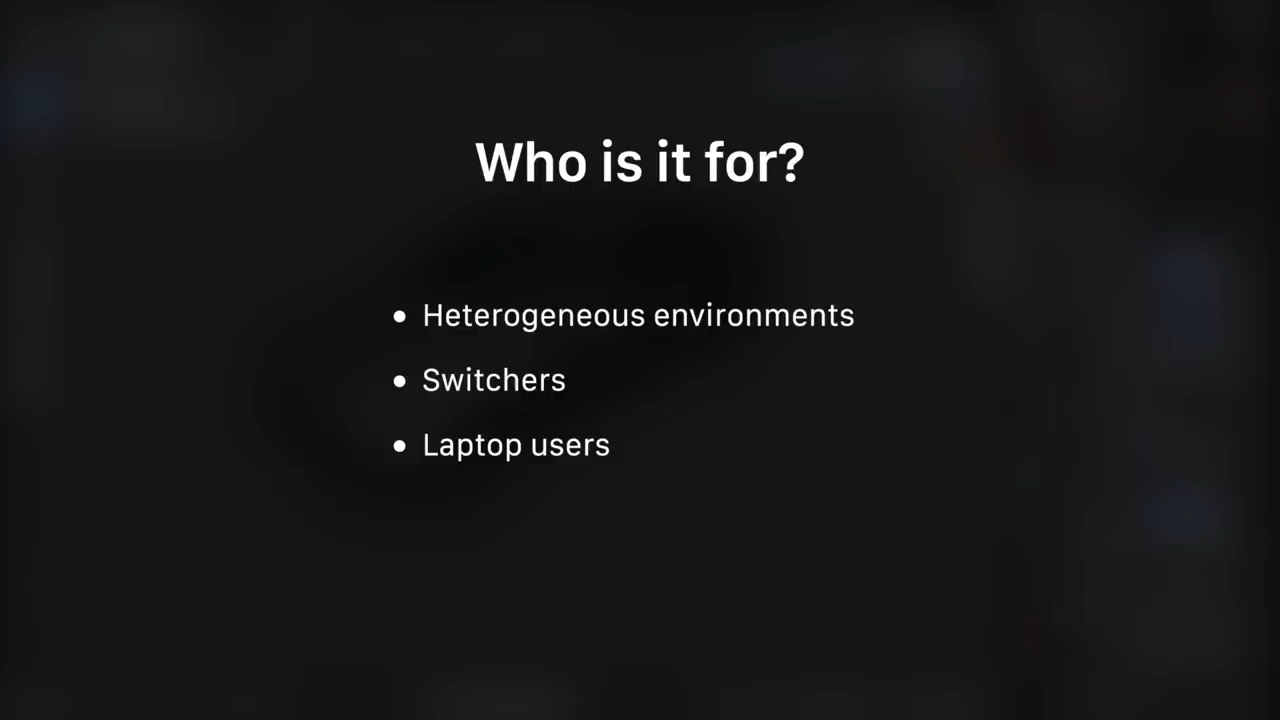 Who is it for?
• Heterogeneous environments
• Switchers
• Laptop users